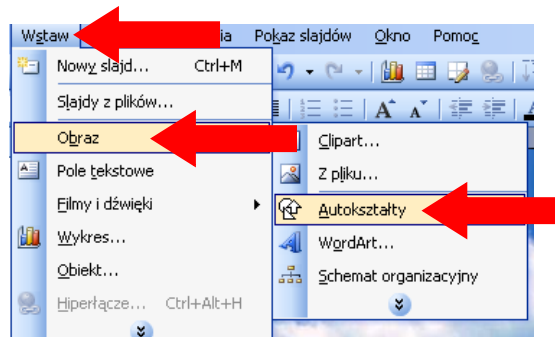 Wstaw ia Pokaz slajdów Okno Pomoc
Nowy slajd... Ctrl+M
Slajdy z plików...
Obraz
Pole tekstowe
Filmy i dźwięki
Wykres...
Obiekt...
Hiperłącze... Ctrl+Alt+H
Clipart...
Z pliku...
Autokształty
WordArt...
Schemat organizacyjny